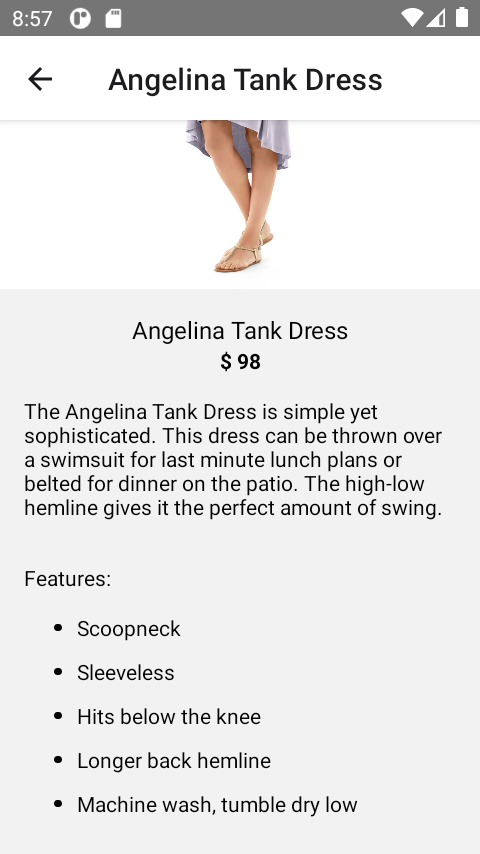 8:57
Angelina Tank Dress
Angelina Tank Dress
$ 98
The Angelina Tank Dress is simple yet
sophisticated. This dress can be thrown over
a swimsuit for last minute lunch plans or
belted for dinner on the patio. The high-low
hemline gives it the perfect amount of swing.
Features:
Scoopneck
Sleeveless
Hits below the knee
Longer back hemline
Machine wash, tumble dry low